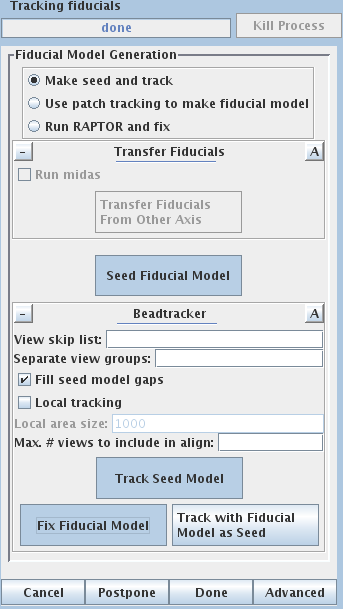 Tracking fiducials
done
Kill Process
Fiducial Model Generation
Make seed and track
Use patch tracking to make fiducial model
Run RAPTOR and fix
- Transfer Fiducials A
Run midas
Transfer Fiducials
From Other Axis
Seed Fiducial Model
- Beadtracker A
View skip list:
Separate view groups:
Fill seed model gaps
Local tracking
Local area size: 1000
Max. # views to include in align:
Track Seed Model
Fix Fiducial Model
Track with Fiducial
Model as Seed
Cancel Postpone Done Advanced